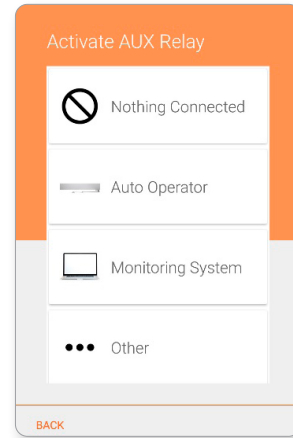 Activate AUX Relay
Nothing Connected
Auto Operator
Monitoring System
Other
BACK